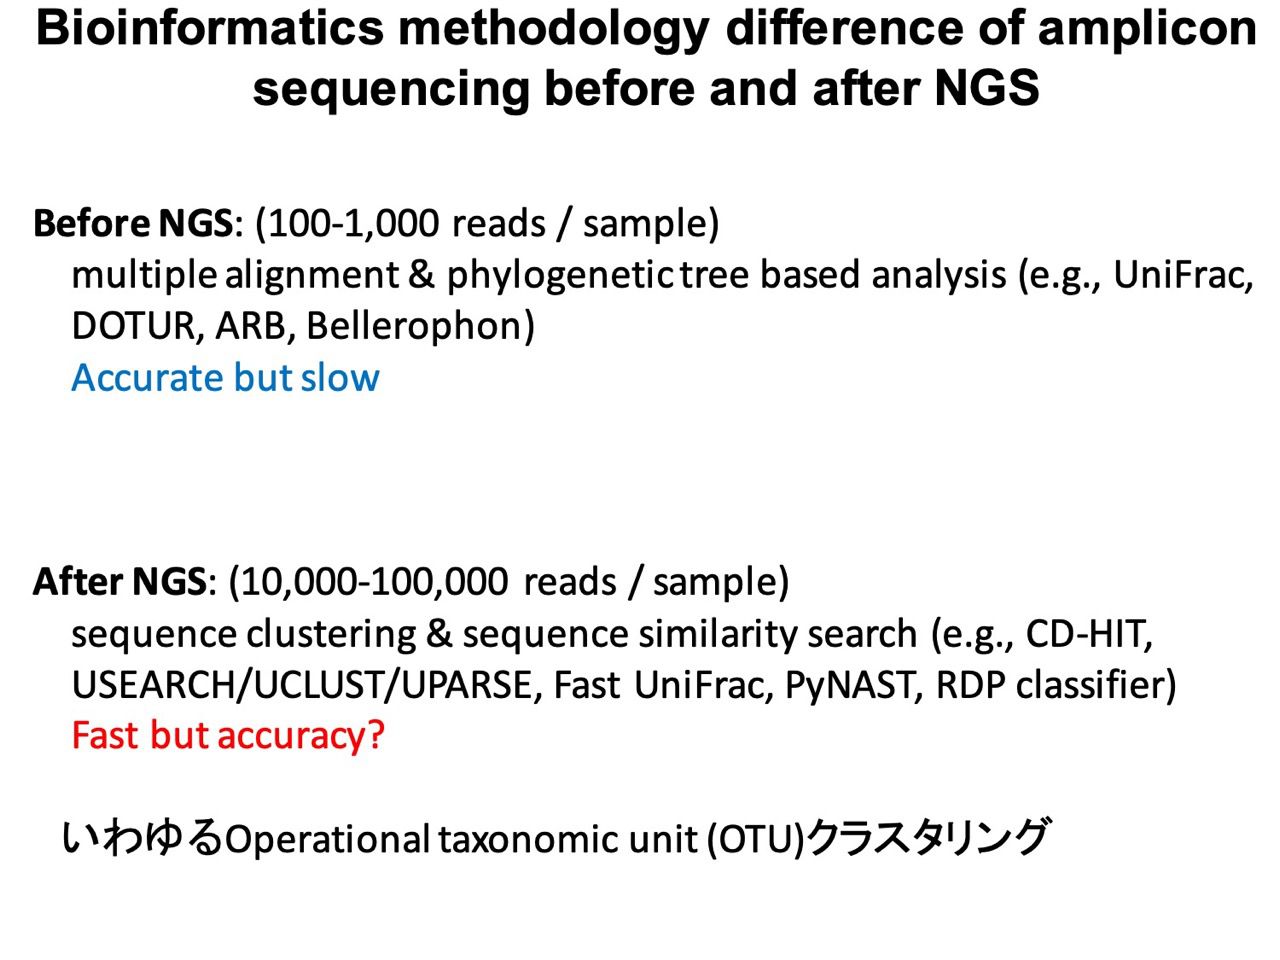 Bioinformatics methodology difference of amplicon
sequencing before and after NGS
Before NGS: (100-1,000 reads / sample)
multiple alignment & phylogenetic tree based analysis (e.g., UniFrac,
DOTUR, ARB, Bellerophon)
Accurate but slow
After NGS: (10,000-100,000 reads / sample)
sequence clustering & sequence similarity search (e.g., CD-HIT,
USEARCH/UCLUST/UPARSE, Fast UniFrac, PyNAST, RDP classifier)
Fast but accuracy?
いわゆるOperational taxonomic unit (OTU)クラスタリング